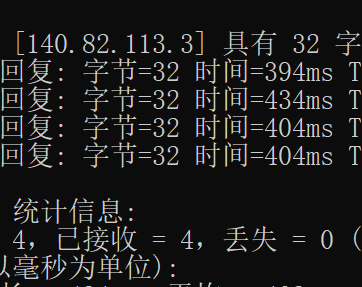 [140.82.113.3] 具有 32 字
回复: 字节=32 时间=394ms T
回复: 字节=32 时间=434ms T
回复: 字节=32 时间=404ms T
回复: 字节=32 时间=404ms T
统计信息:
4，已接收 = 4，丢失 = 0 (
以毫秒为单位):